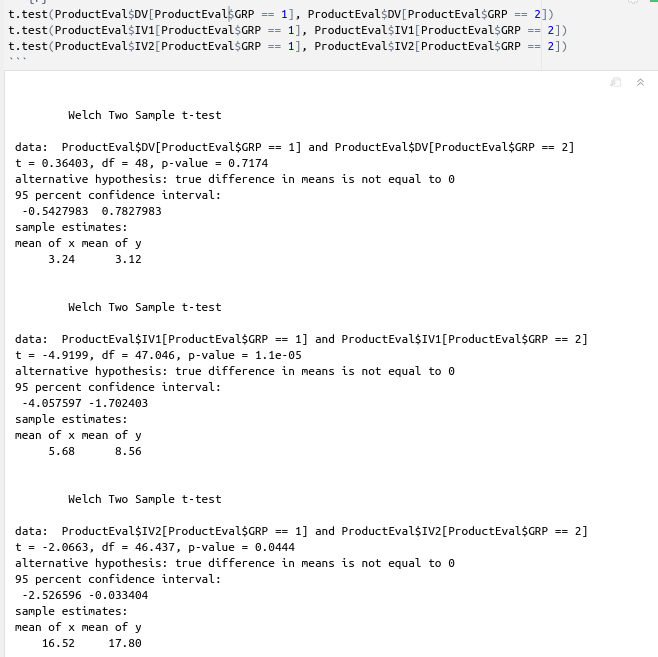 t.test(ProductEval$DV[ProductEval$GRP == 1], ProductEval$DV[ProductEval$GRP == 2])
t.test(ProductEval$IV1[ProductEval$GRP == 1], ProductEval$IV1[ProductEval$GRP == 2])
t.test(ProductEval$IV2[ProductEval$GRP == 1], ProductEval$IV2[ProductEval$GRP == 2])
```
Welch Two Sample t-test
data:  ProductEval$DV[ProductEval$GRP == 1] and ProductEval$DV[ProductEval$GRP == 2]
t = 0.36403, df = 48, p-value = 0.7174
alternative hypothesis: true difference in means is not equal to 0
95 percent confidence interval:
 -0.5427983  0.7827983
sample estimates:
mean of x mean of y
     3.24      3.12
Welch Two Sample t-test
data:  ProductEval$IV1[ProductEval$GRP == 1] and ProductEval$IV1[ProductEval$GRP == 2]
t = -4.9199, df = 47.046, p-value = 1.1e-05
alternative hypothesis: true difference in means is not equal to 0
95 percent confidence interval:
 -4.057597 -1.702403
sample estimates:
mean of x mean of y
     5.68      8.56
Welch Two Sample t-test
data:  ProductEval$IV2[ProductEval$GRP == 1] and ProductEval$IV2[ProductEval$GRP == 2]
t = -2.0663, df = 46.437, p-value = 0.0444
alternative hypothesis: true difference in means is not equal to 0
95 percent confidence interval:
 -2.526596 -0.033404
sample estimates:
mean of x mean of y
    16.52     17.80